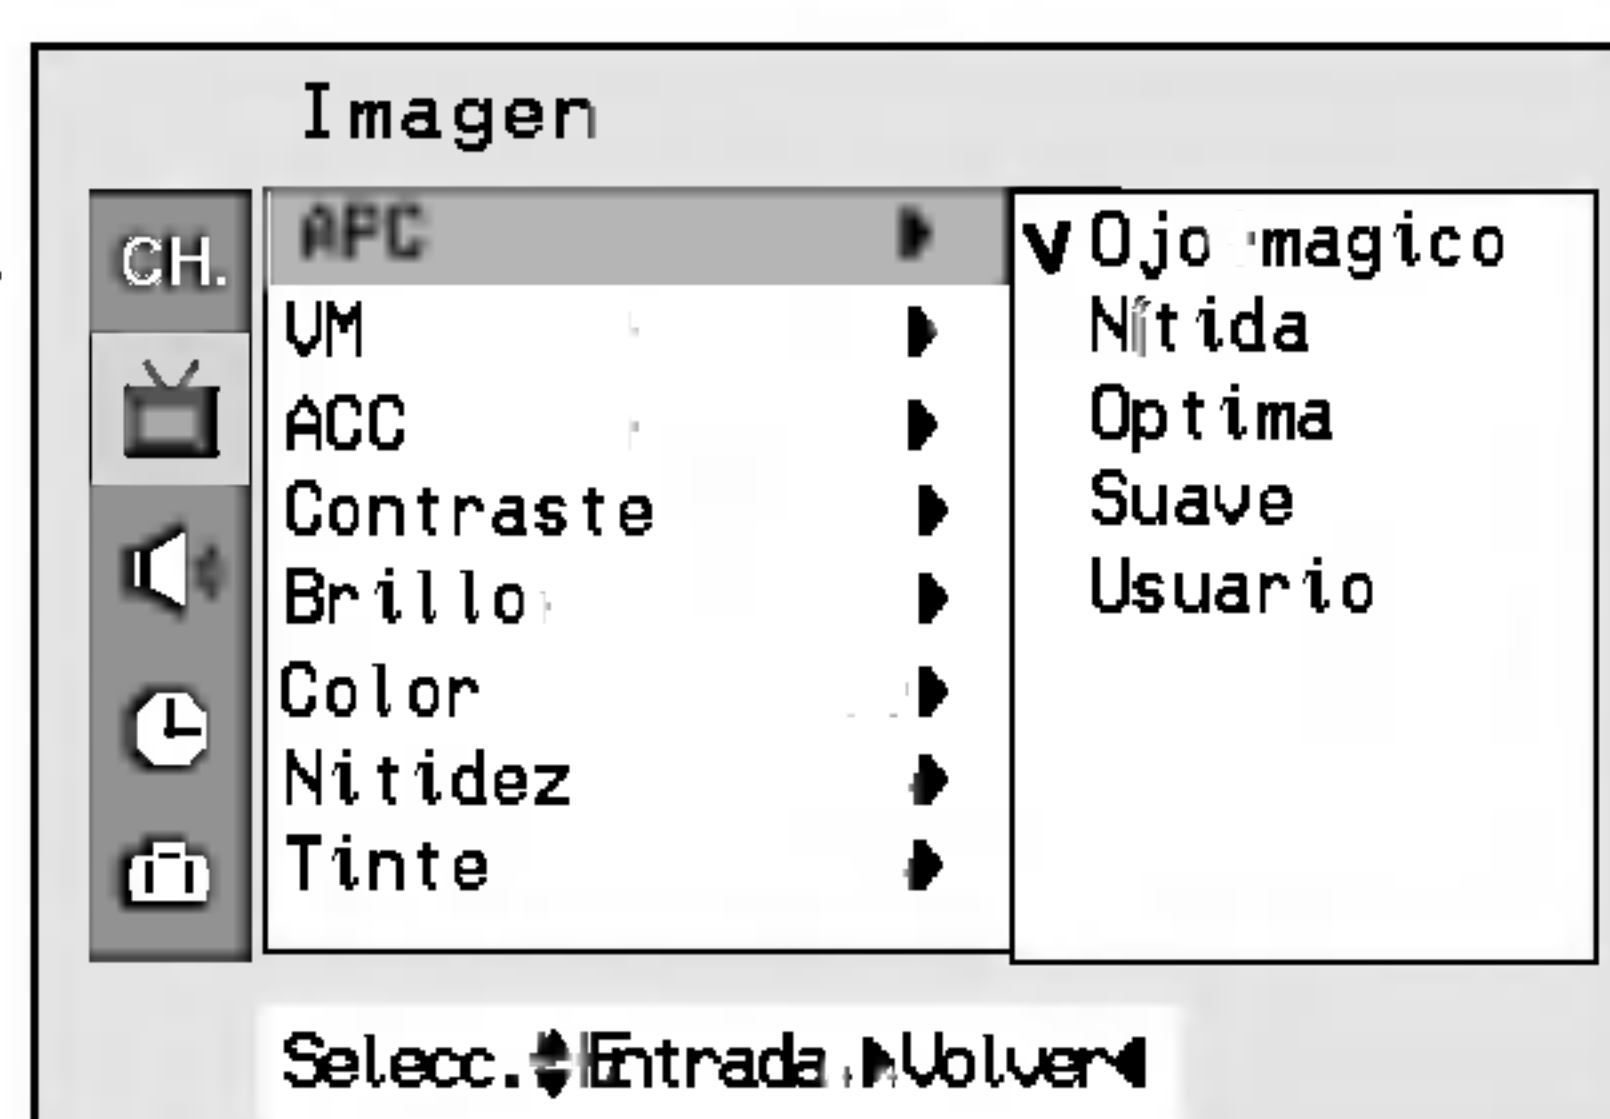 Imagen
CH.
APC
VM
ACC
Contraste
Brillo
Color
Nitidez
Tinte
V Ojo magico
Nítida
Optima
Suave
Usuario
Selecc. Entrada Volver